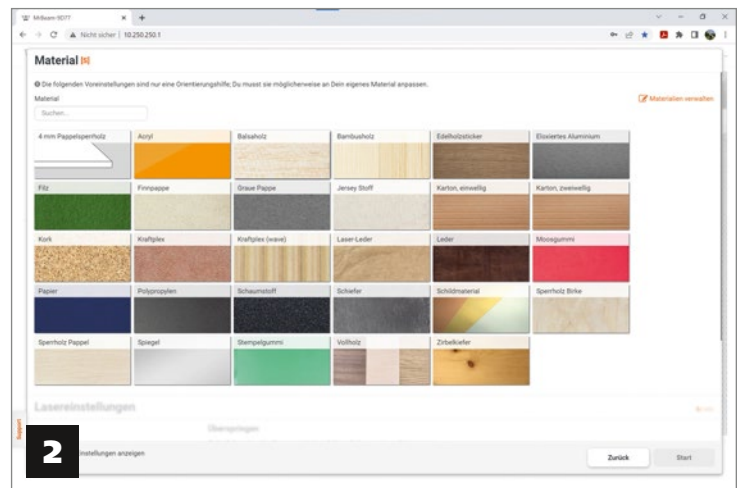 MrBeam-9D77
Nicht sicher | 10.250.250.1
Material [S]
Die folgenden Voreinstellungen sind nur eine Orientierungshilfe; Du musst sie möglicherweise an Dein eigenes Material anpassen.
Material
Materialien verwalten
Suchen...
4 mm Pappelsperrholz Acryl Balsaholz Bambusholz Edelholzsticker Eloxiertes Aluminium
Filz Finnpappe Graue Pappe Jersey Stoff Karton, einwellig Karton, zweiwellig
Kork Kraftplex Kraftplex (wave) Laser-Leder Leder Moosgummi
Papier Polypropylen Schaumstoff Schiefer Schildmaterial Sperrholz Birke
Sperrholz Pappel Spiegel Stempelgummi Vollholz Zirbelkiefer
Lasereinstellungen
Überspringen
Support
2
instellungen anzeigen
Zurück Start